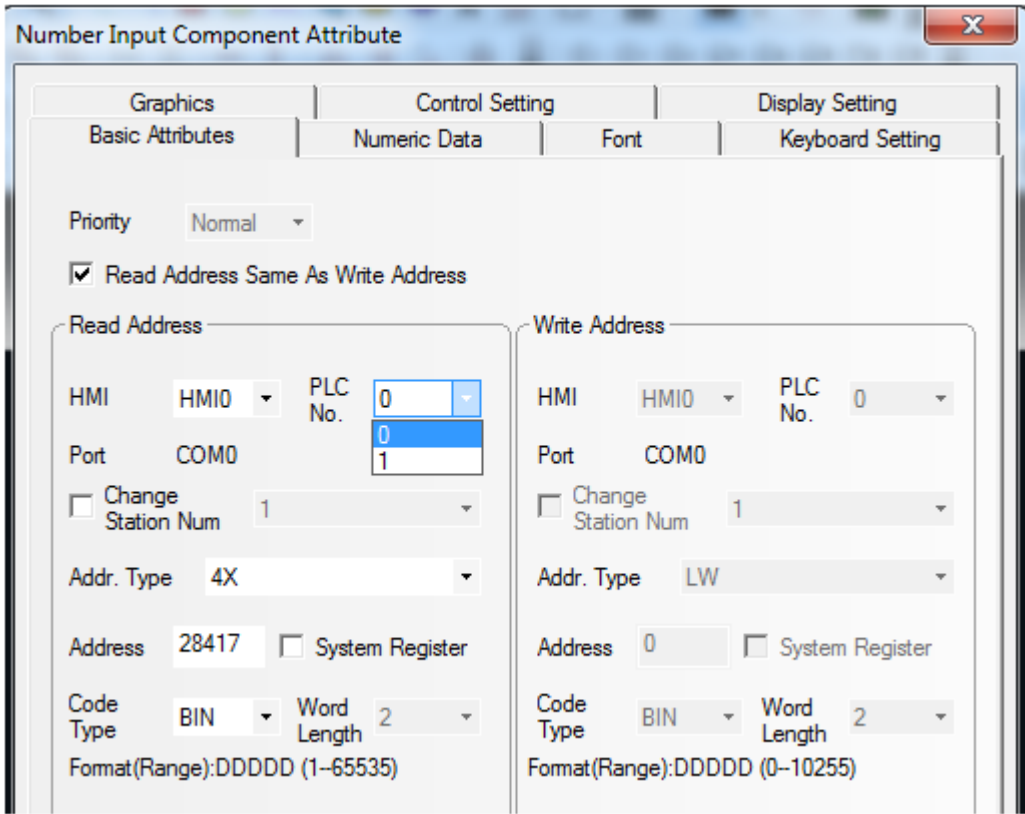 Number Input Component Attribute
Graphics Control Setting Display Setting
Basic Attributes Numeric Data Font Keyboard Setting
Priority Normal
Read Address Same As Write Address
Read Address
HMI HMI0 PLC No. 0
0
1
Port COM0
Change Station Num 1
Addr. Type 4X
Address 28417 System Register
Code Type BIN Word Length 2
Format(Range):DDDDD (1--65535)
Write Address
HMI HMI0 PLC No. 0
Port COM0
Change Station Num 1
Addr. Type LW
Address 0 System Register
Code Type BIN Word Length 2
Format(Range):DDDDD (0--10255)